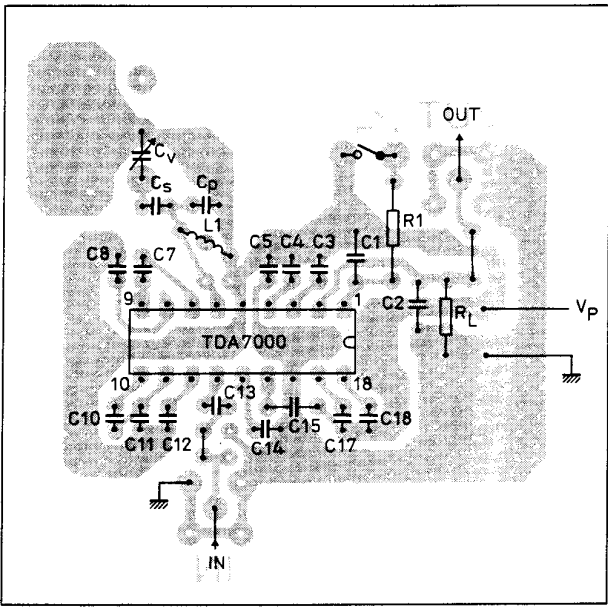 OUT
Cv
Cs Cp
L1
R1
C8 C7 C5 C4 C3 C1
9 1
C2 RL VP
TDA7000
10 18
C13
C10 C15 C18
C11 C12 C14 C17
IN